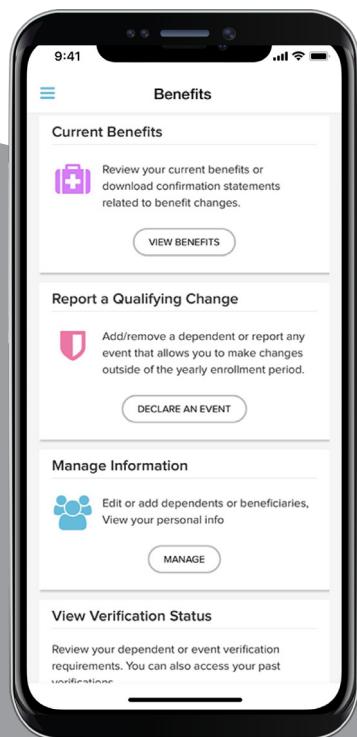 9:41
Benefits
Current Benefits
Review your current benefits or
download confirmation statements
related to benefit changes.
VIEW BENEFITS
Report a Qualifying Change
Add/remove a dependent or report any
event that allows you to make changes
outside of the yearly enrollment period.
DECLARE AN EVENT
Manage Information
Edit or add dependents or beneficiaries,
View your personal info
MANAGE
View Verification Status
Review your dependent or event verification
requirements. You can also access your past
verifications